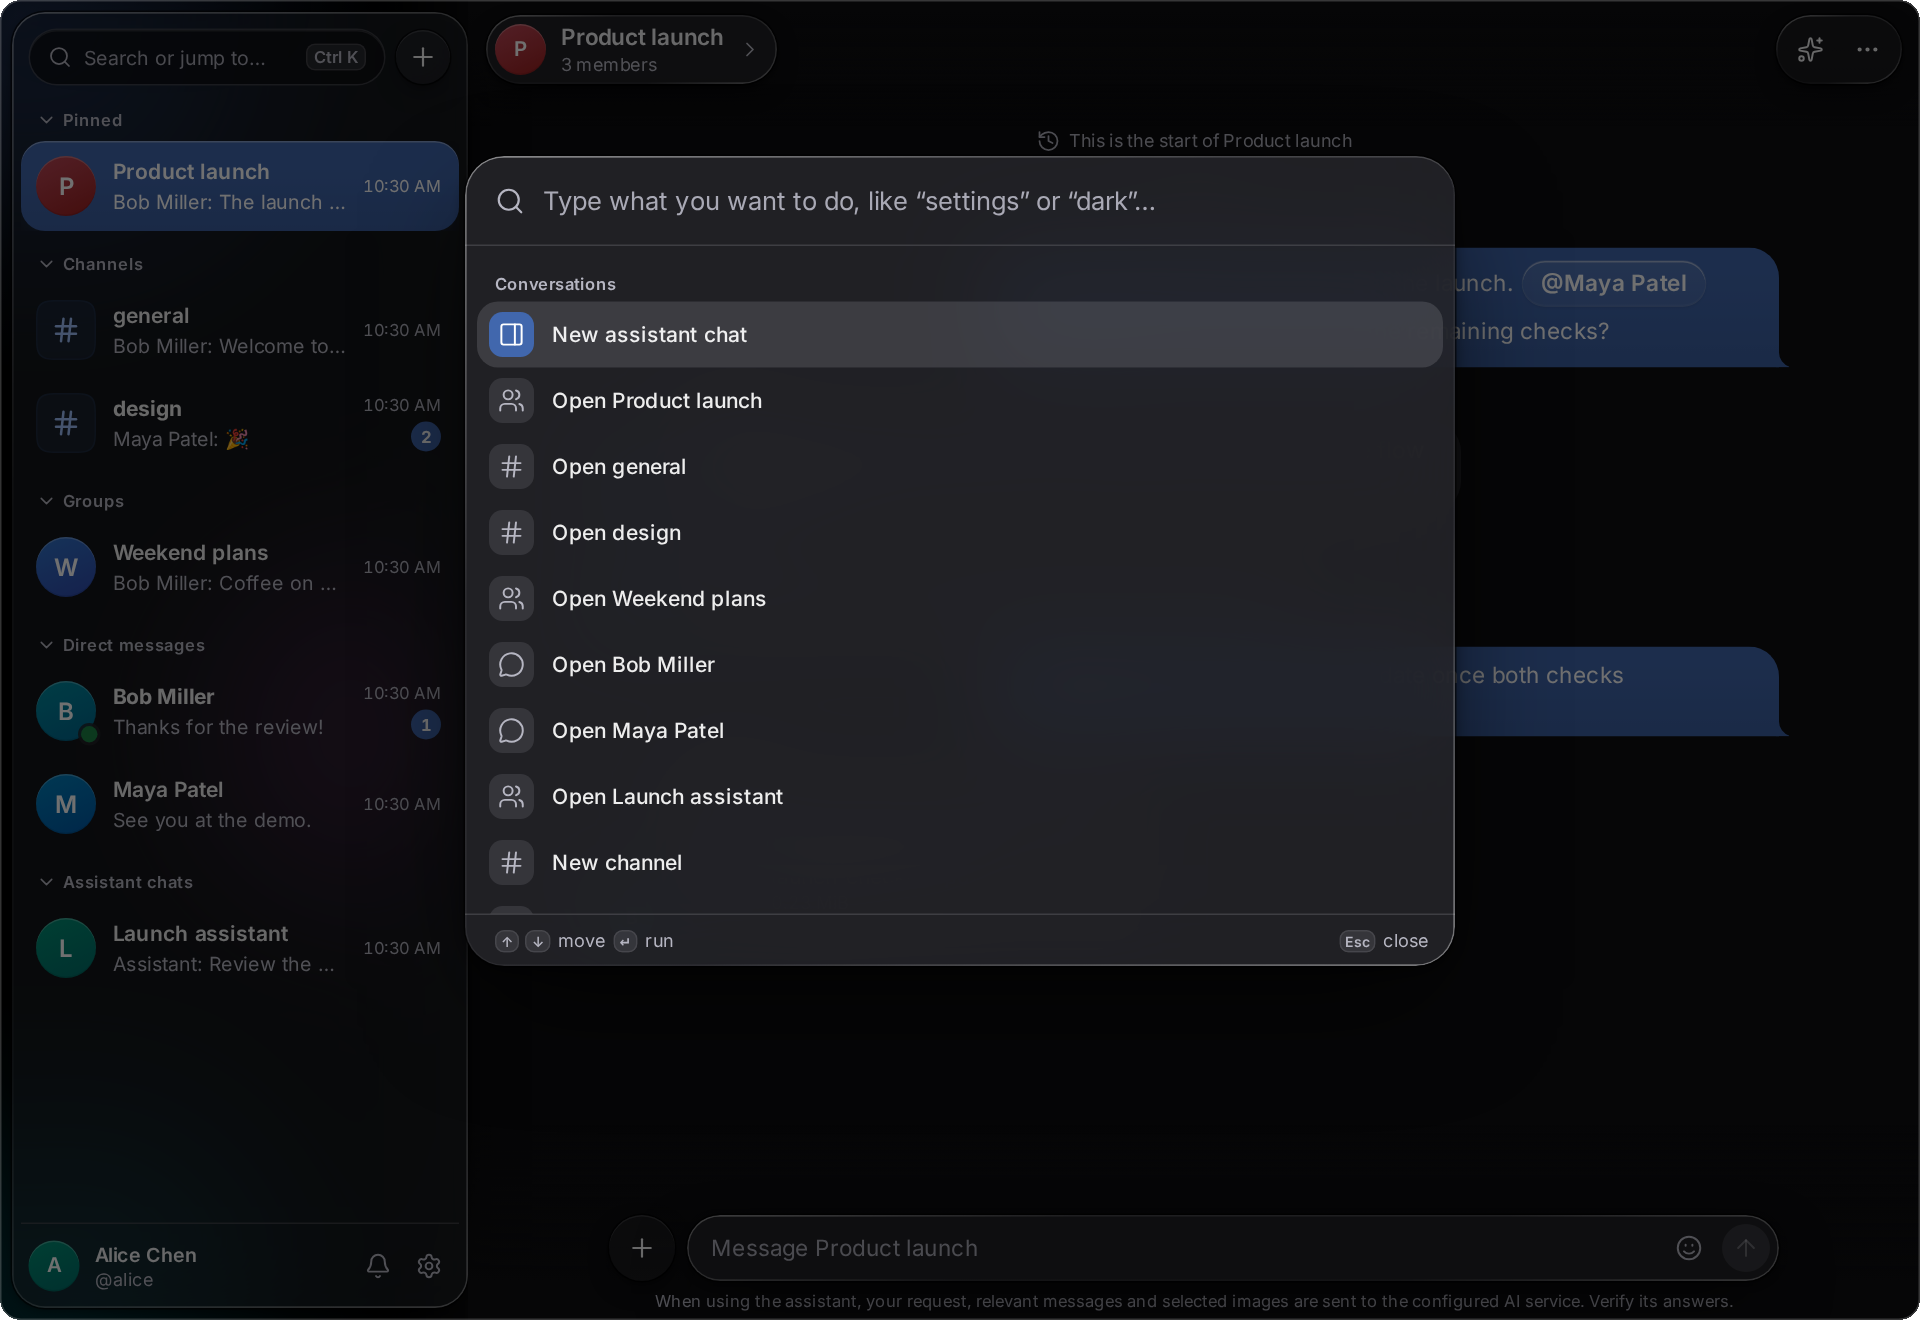 Search or jump to...
Ctrl K
Pinned
P
Product launch
10:30 AM
Bob Miller: The launch ...
Channels
general
10:30 AM
Bob Miller: Welcome to...
design
10:30 AM
Maya Patel: 🎉
2
Groups
W
Weekend plans
10:30 AM
Bob Miller: Coffee on ...
Direct messages
B
Bob Miller
10:30 AM
Thanks for the review!
1
M
Maya Patel
10:30 AM
See you at the demo.
Assistant chats
L
Launch assistant
10:30 AM
Assistant: Review the ...
A
Alice Chen
@alice
P
Product launch
3 members
This is the start of Product launch
@Maya Patel
checks?
both checks
Type what you want to do, like “settings” or “dark”...
Conversations
New assistant chat
Open Product launch
Open general
Open design
Open Weekend plans
Open Bob Miller
Open Maya Patel
Open Launch assistant
New channel
↑ ↓ move ↵ run
Esc close
Message Product launch
When using the assistant, your request, relevant messages and selected images are sent to the configured AI service. Verify its answers.